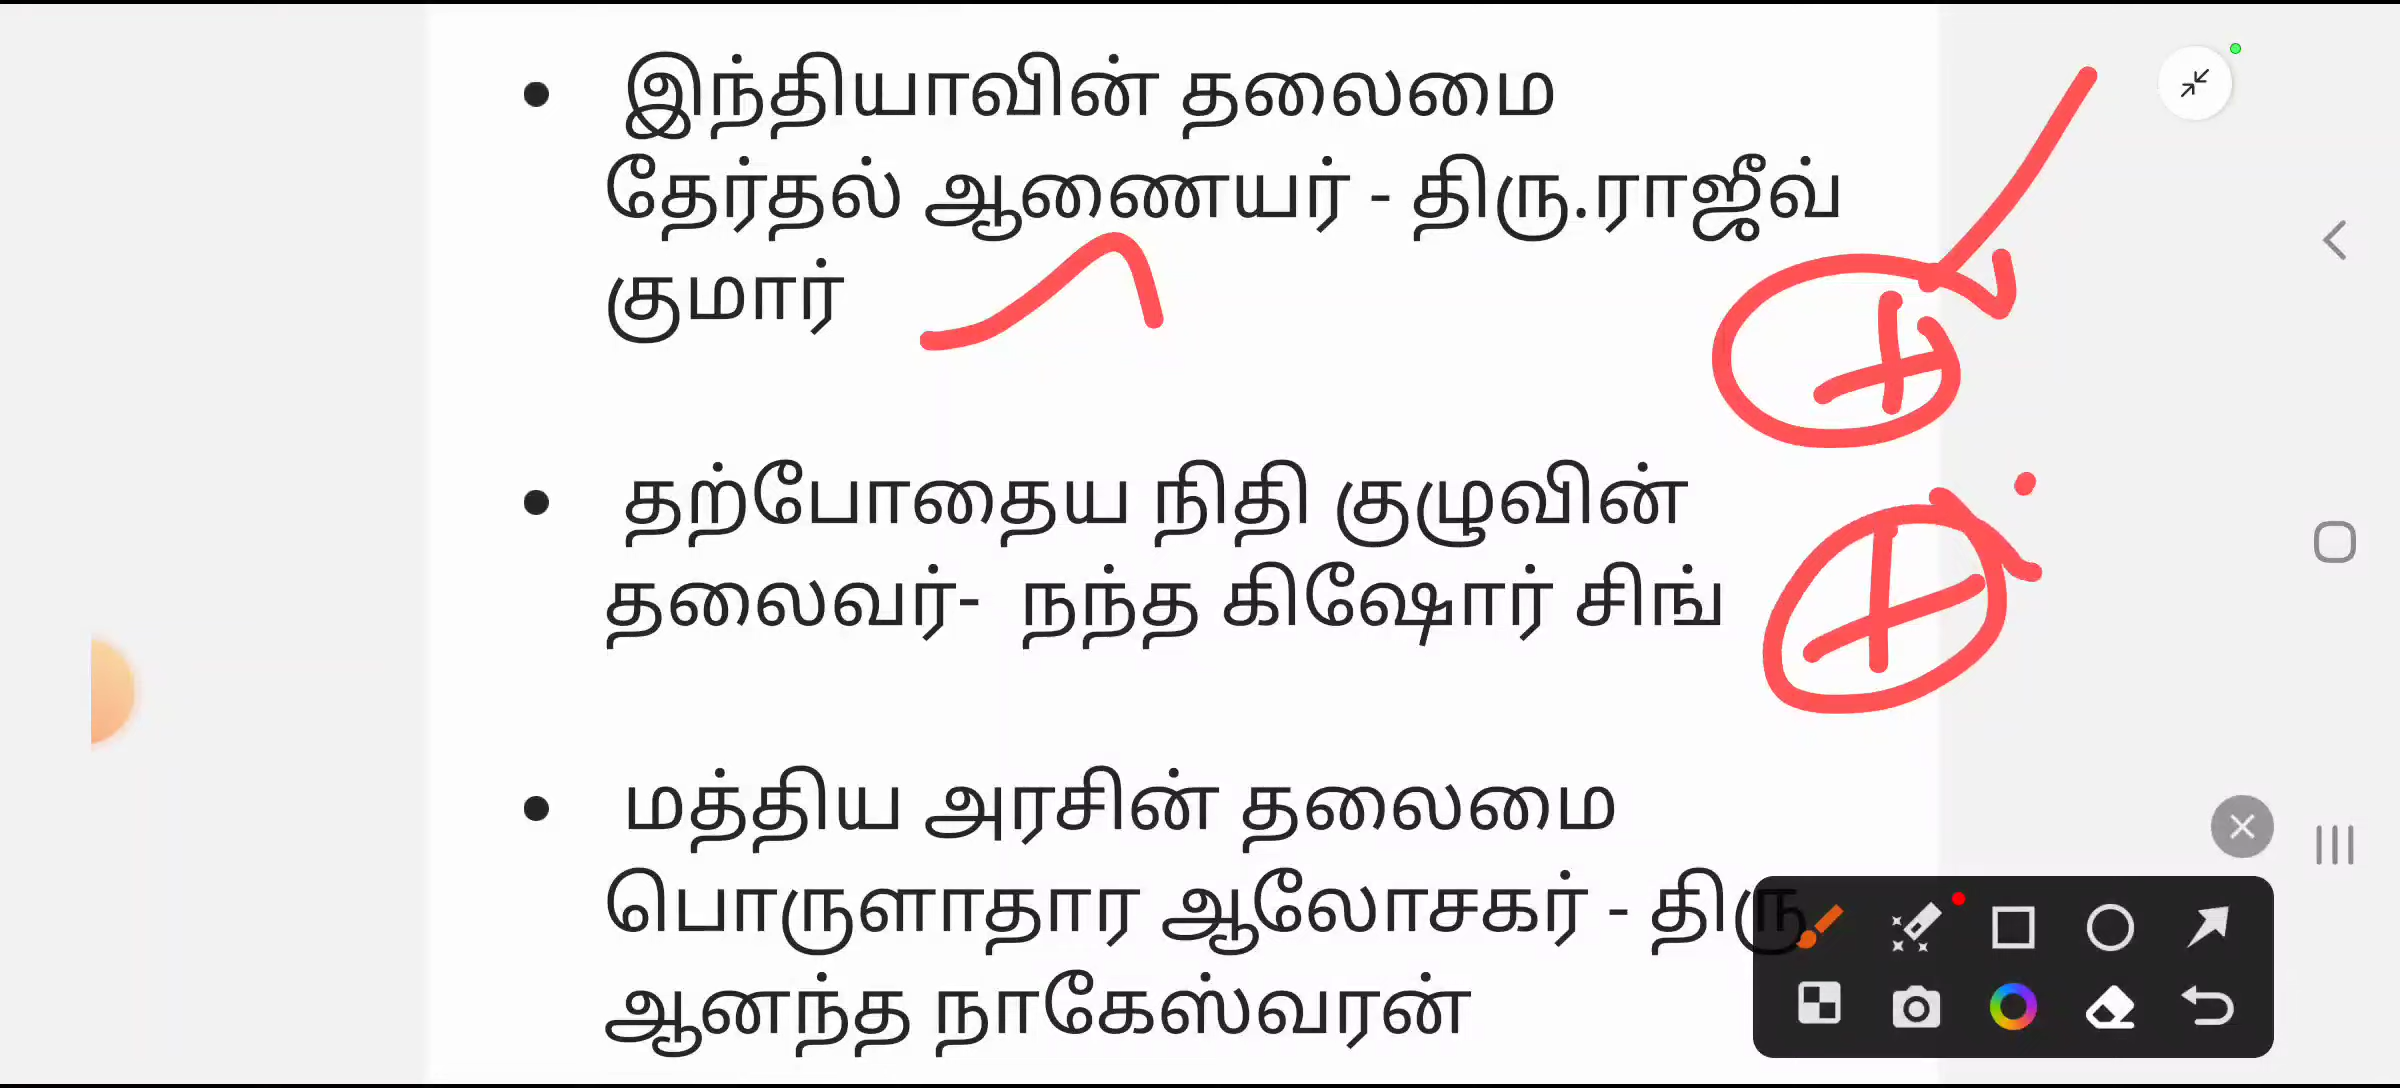 • இந்தியாவின் தலைமை
தேர்தல் ஆணையர் - திரு.ராஜீவ்
குமார்
• தற்போதைய நிதி குழுவின்
தலைவர்- நந்த கிஷோர் சிங்
• மத்திய அரசின் தலைமை
பொருளாதார ஆலோசகர் - திரு
ஆனந்த நாகேஸ்வரன்